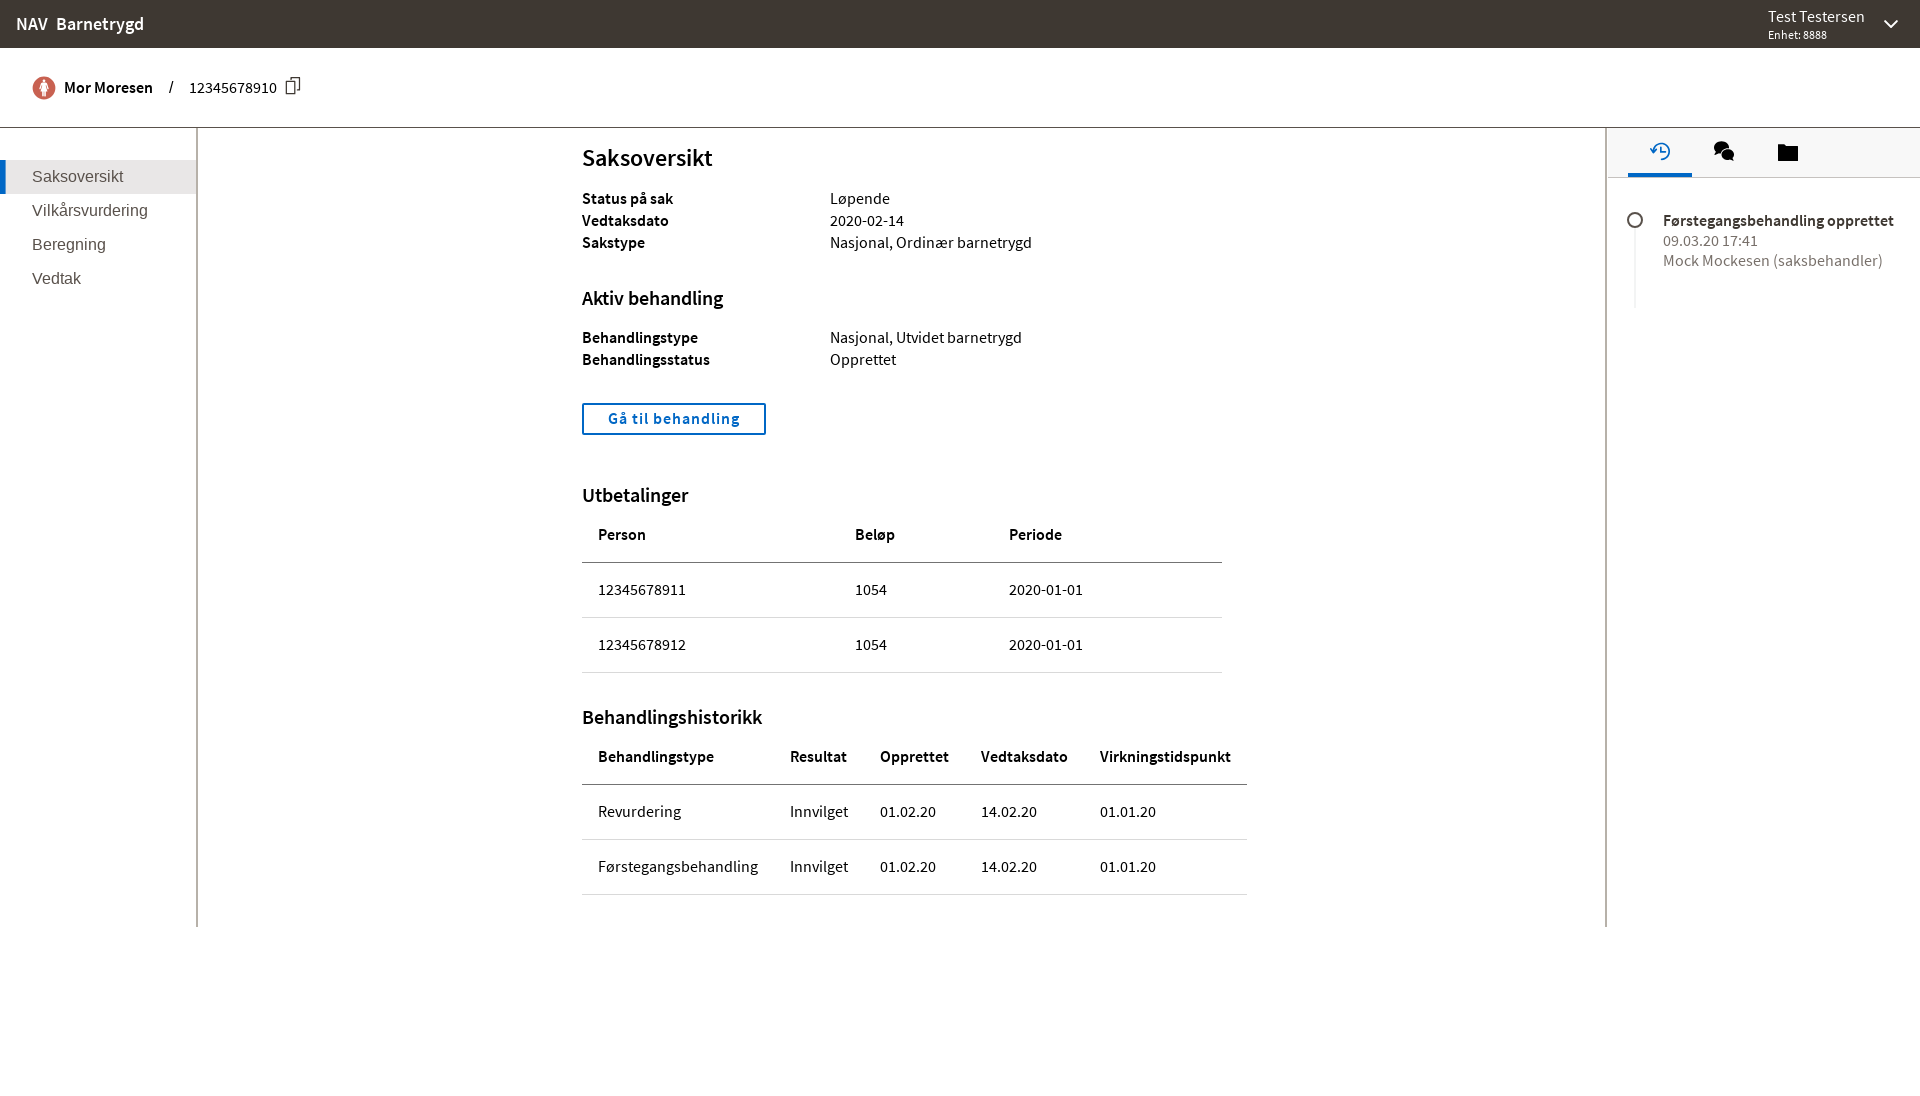 NAV Barnetrygd
Test Testersen
Enhet: 8888
Mor Moresen / 12345678910
Saksoversikt
Vilkårsvurdering
Beregning
Vedtak
Saksoversikt
Status på sak Løpende
Vedtaksdato 2020-02-14
Sakstype Nasjonal, Ordinær barnetrygd
Aktiv behandling
Behandlingstype Nasjonal, Utvidet barnetrygd
Behandlingsstatus Opprettet
Gå til behandling
Utbetalinger
Person Beløp Periode
12345678911 1054 2020-01-01
12345678912 1054 2020-01-01
Behandlingshistorikk
Behandlingstype Resultat Opprettet Vedtaksdato Virkningstidspunkt
Revurdering Innvilget 01.02.20 14.02.20 01.01.20
Førstegangsbehandling Innvilget 01.02.20 14.02.20 01.01.20
Førstegangsbehandling opprettet
09.03.20 17:41
Mock Mockesen (saksbehandler)